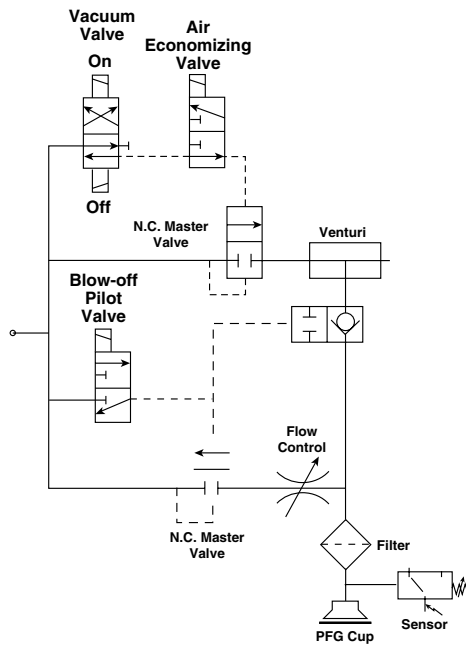 Vacuum
Valve
On
Air
Economizing
Valve
Off
N.C. Master
Valve
Venturi
Blow-off
Pilot
Valve
Flow
Control
N.C. Master
Valve
Filter
Sensor
PFG Cup